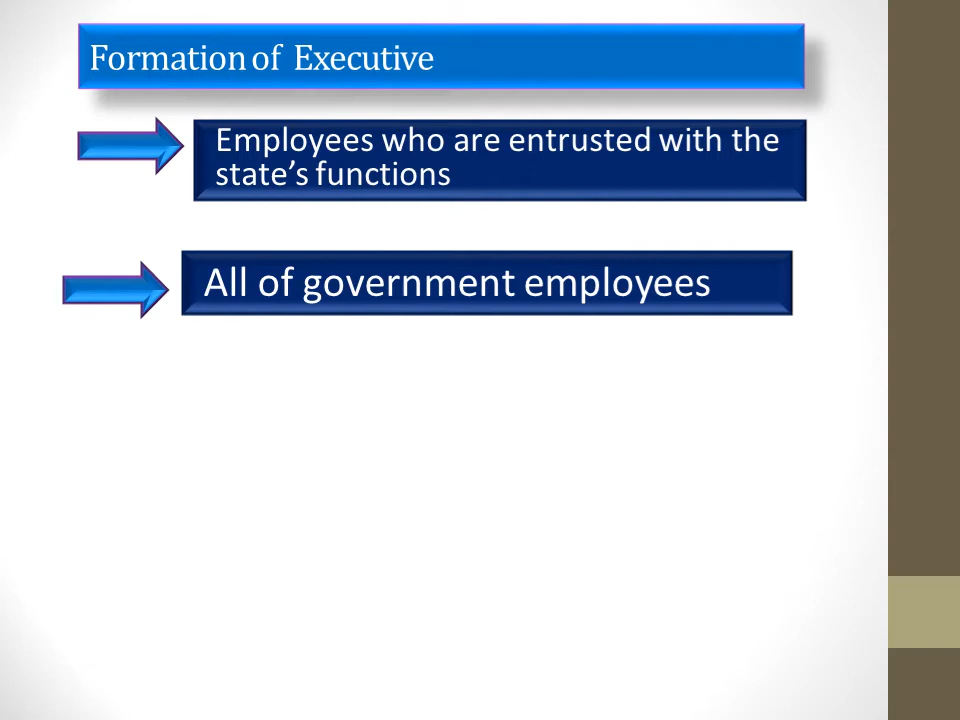 Formation of Executive
Employees who are entrusted with the
state’s functions
All of government employees